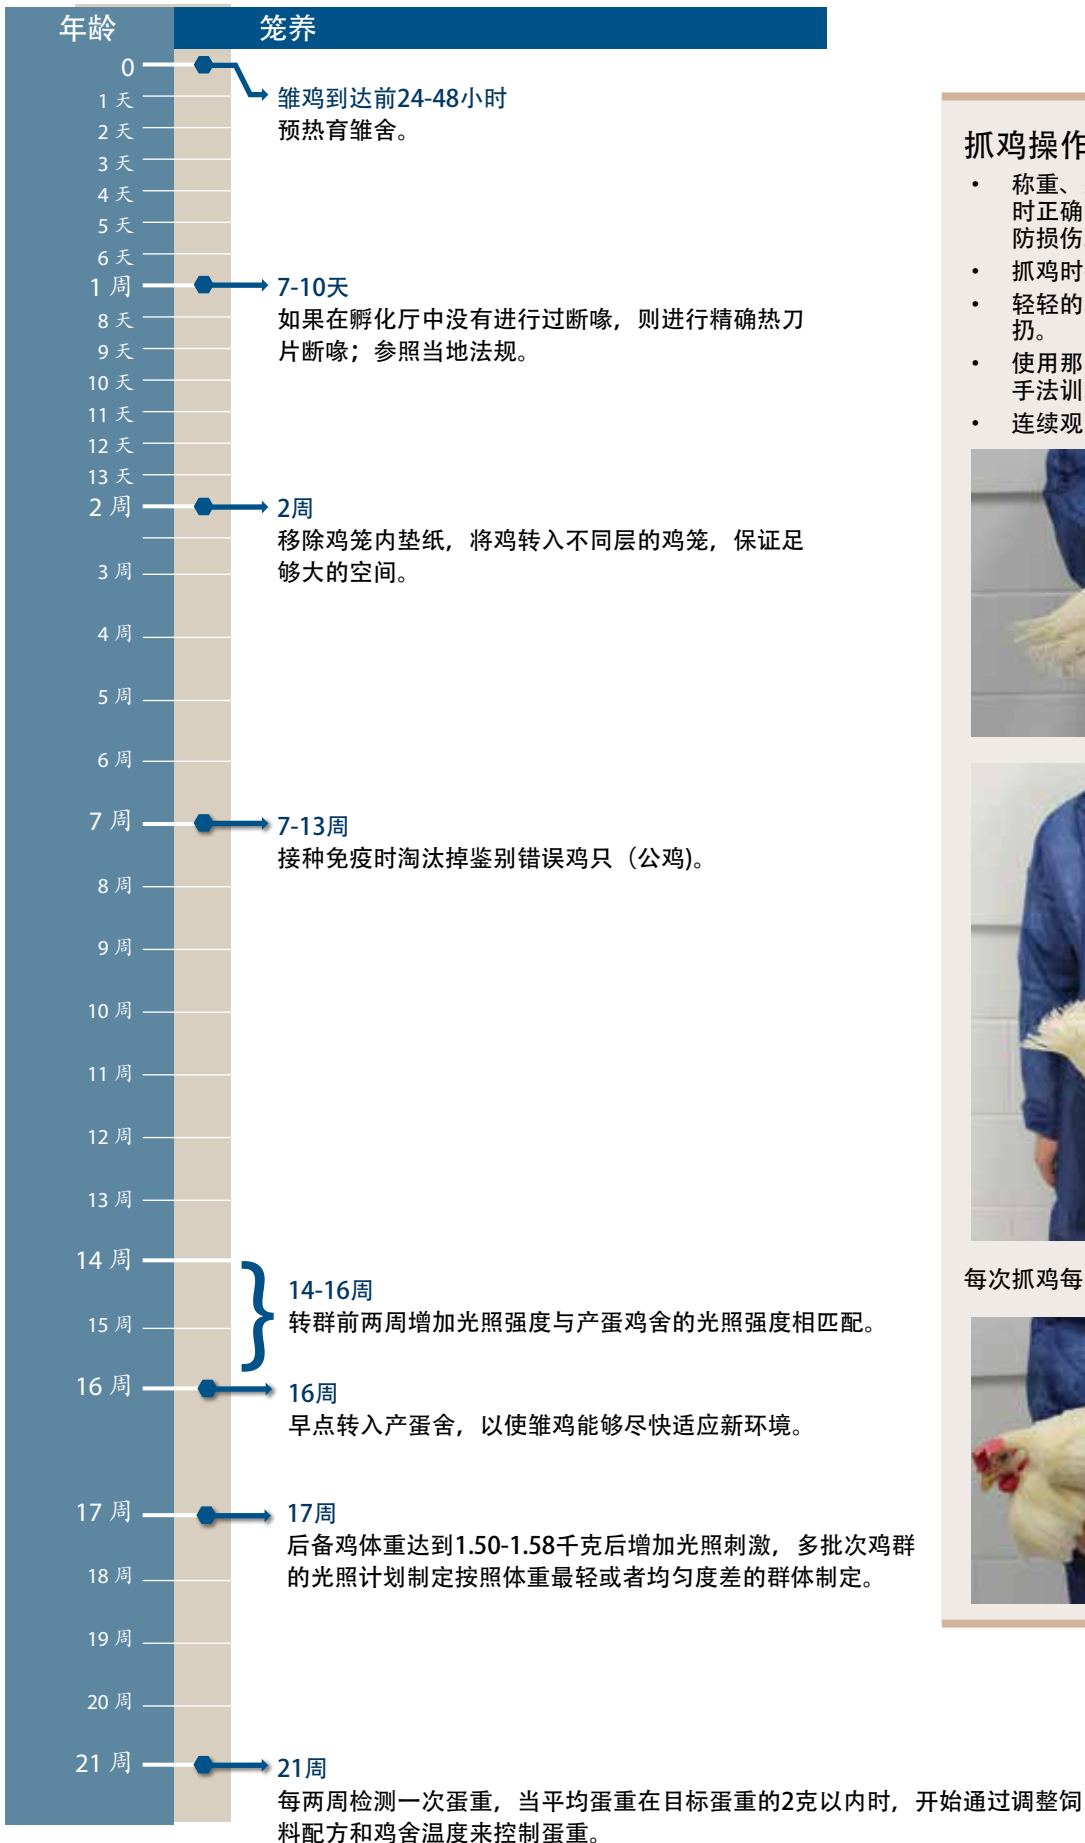 年龄
笼养
0
1 天
2 天
3 天
4 天
5 天
6 天
1 周
8 天
9 天
10 天
11 天
12 天
13 天
2 周
3 周
4 周
5 周
6 周
7 周
8 周
9 周
10 周
11 周
12 周
13 周
14 周
15 周
16 周
17 周
18 周
19 周
20 周
21 周
雏鸡到达前24-48小时
预热育雏舍。
7-10天
如果在孵化厅中没有进行过断喙，则进行精确热刀
片断喙；参照当地法规。
2周
移除鸡笼内垫纸，将鸡转入不同层的鸡笼，保证足
够大的空间。
7-13周
接种免疫时淘汰掉鉴别错误鸡只（公鸡)。
14-16周
转群前两周增加光照强度与产蛋鸡舍的光照强度相匹配。
16周
早点转入产蛋舍，以使雏鸡能够尽快适应新环境。
17周
后备鸡体重达到1.50-1.58千克后增加光照刺激，多批次鸡群
的光照计划制定按照体重最轻或者均匀度差的群体制定。
21周
每两周检测一次蛋重，当平均蛋重在目标蛋重的2克以内时，开始通过调整饲
料配方和鸡舍温度来控制蛋重。
抓鸡操作
• 称重、
时正确
防损伤
• 抓鸡时
• 轻轻的
扔。
• 使用那
手法训
• 连续观
每次抓鸡每